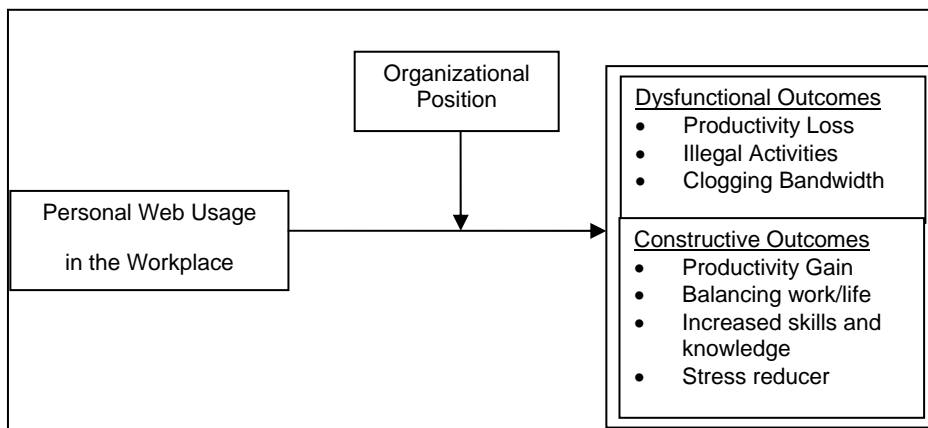 Organizational
Position
Dysfunctional Outcomes
• Productivity Loss
• Illegal Activities
• Clogging Bandwidth
Personal Web Usage
in the Workplace
Constructive Outcomes
• Productivity Gain
• Balancing work/life
• Increased skills and
knowledge
• Stress reducer